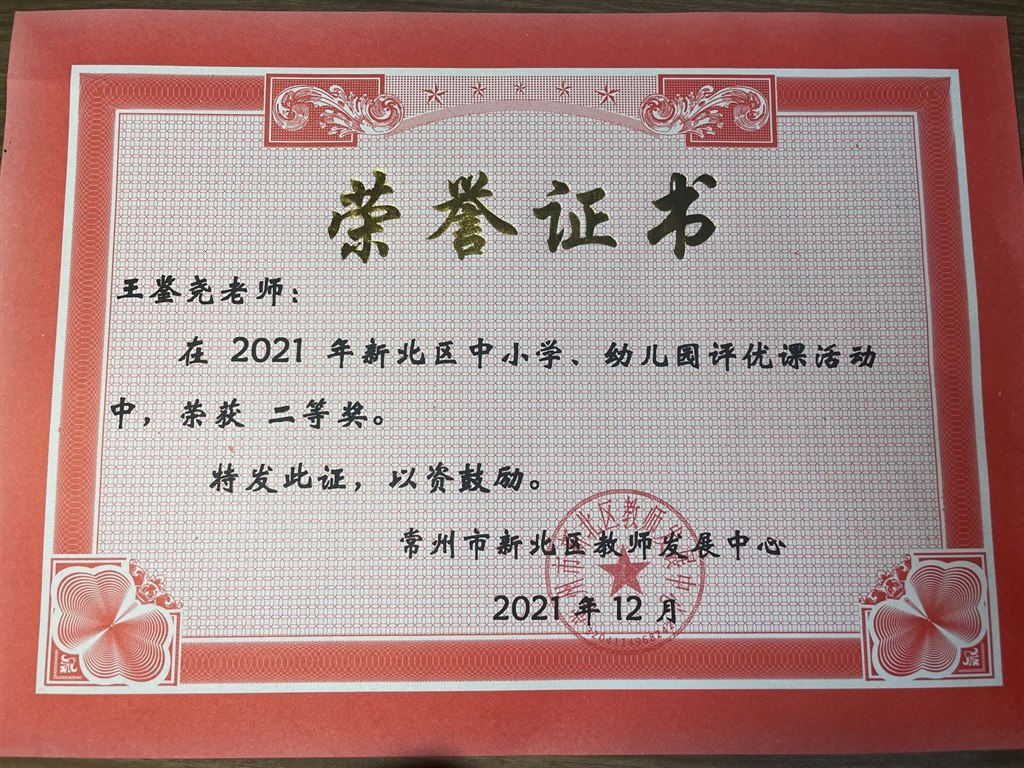 荣誉证书
王鉴尧老师：
在 2021 年新北区中小学、幼儿园评优课活动
中，荣获 二等奖。
特发此证，以资鼓励。
常州市新北区教师发展中心
2021 年 12 月